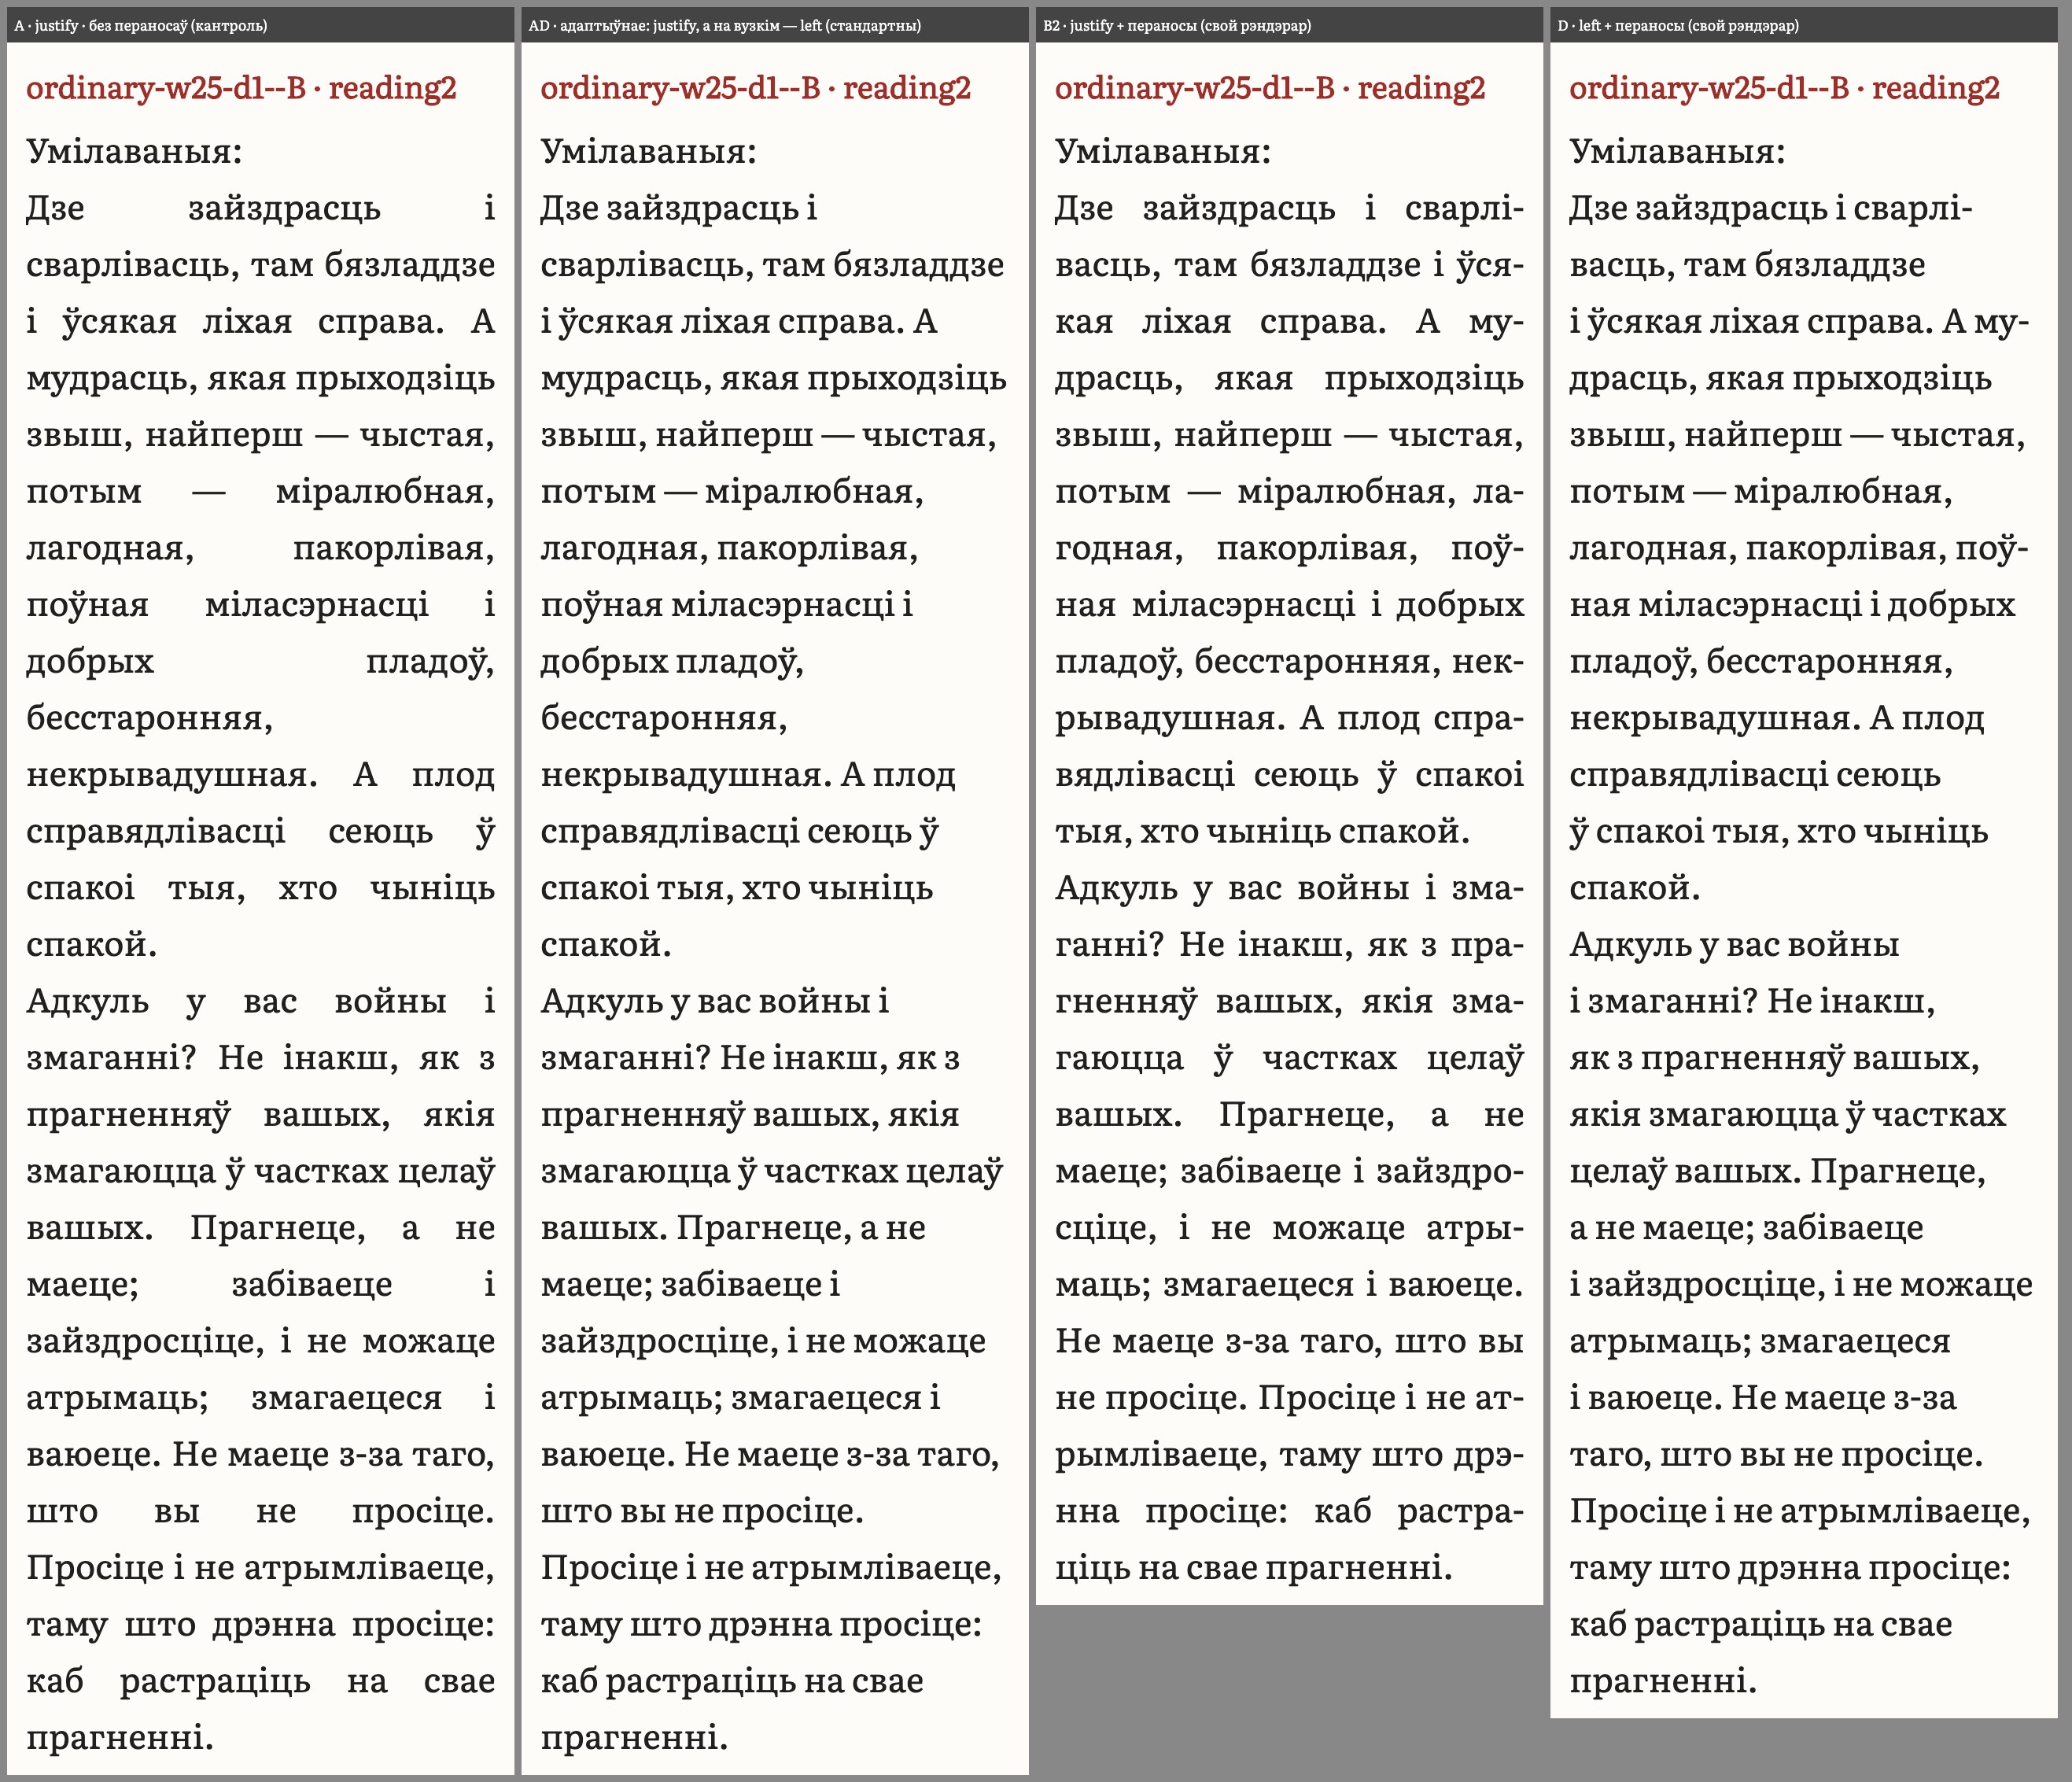 A · justify · без пераносаў (кантроль)
ordinary-w25-d1--B · reading2
Умілаваныя:
Дзе зайздрасць і
сварлівасць, там бязладдзе
і ўсякая ліхая справа. А
мудрасць, якая прыходзіць
звыш, найперш — чыстая,
потым — міралюбная,
лагодная, пакорлівая,
поўная міласэрнасці і
добрых пладоў,
бесстаронняя,
некрывадушная. А плод
справядлівасці сеюць ў
спакоі тыя, хто чыніць
спакой.
Адкуль у вас войны і
змаганні? Не інакш, як з
прагненняў вашых, якія
змагаюцца ў частках целаў
вашых. Прагнеце, а не
маеце; забіваеце і
зайздросціце, і не можаце
атрымаць; змагаецеся і
ваюеце. Не маеце з-за таго,
што вы не просіце.
Просіце і не атрымліваеце,
таму што дрэнна просіце:
каб растраціць на свае
прагненні.
AD · адаптыўнае: justify, а на вузкім — left (стандартны)
ordinary-w25-d1--B · reading2
Умілаваныя:
Дзе зайздрасць і
сварлівасць, там бязладдзе
і ўсякая ліхая справа. А
мудрасць, якая прыходзіць
звыш, найперш — чыстая,
потым — міралюбная,
лагодная, пакорлівая,
поўная міласэрнасці і
добрых пладоў,
бесстаронняя,
некрывадушная. А плод
справядлівасці сеюць ў
спакоі тыя, хто чыніць
спакой.
Адкуль у вас войны і
змаганні? Не інакш, як з
прагненняў вашых, якія
змагаюцца ў частках целаў
вашых. Прагнеце, а не
маеце; забіваеце і
зайздросціце, і не можаце
атрымаць; змагаецеся і
ваюеце. Не маеце з-за таго,
што вы не просіце.
Просіце і не атрымліваеце,
таму што дрэнна просіце:
каб растраціць на свае
прагненні.
B2 · justify + пераносы (свой рэндэрар)
ordinary-w25-d1--B · reading2
Умілаваныя:
Дзе зайздрасць і сварлі-
васць, там бязладдзе і ўся-
кая ліхая справа. А му-
драсць, якая прыходзіць
звыш, найперш — чыстая,
потым — міралюбная, ла-
годная, пакорлівая, поў-
ная міласэрнасці і добрых
пладоў, бесстаронняя, нек-
рывадушная. А плод спра-
вядлівасці сеюць ў спакоі
тыя, хто чыніць спакой.
Адкуль у вас войны і зма-
ганні? Не інакш, як з пра-
гненняў вашых, якія зма-
гаюцца ў частках целаў
вашых. Прагнеце, а не
маеце; забіваеце і зайздро-
сціце, і не можаце атры-
маць; змагаецеся і ваюеце.
Не маеце з-за таго, што вы
не просіце. Просіце і не ат-
рымліваеце, таму што дрэ-
нна просіце: каб растра-
ціць на свае прагненні.
D · left + пераносы (свой рэндэрар)
ordinary-w25-d1--B · reading2
Умілаваныя:
Дзе зайздрасць і сварлі-
васць, там бязладдзе
і ўсякая ліхая справа. А му-
драсць, якая прыходзіць
звыш, найперш — чыстая,
потым — міралюбная,
лагодная, пакорлівая, поў-
ная міласэрнасці і добрых
пладоў, бесстаронняя,
некрывадушная. А плод
справядлівасці сеюць
ў спакоі тыя, хто чыніць
спакой.
Адкуль у вас войны
і змаганні? Не інакш,
як з прагненняў вашых,
якія змагаюцца ў частках
целаў вашых. Прагнеце,
а не маеце; забіваеце
і зайздросціце, і не можаце
атрымаць; змагаецеся
і ваюеце. Не маеце з-за
таго, што вы не просіце.
Просіце і не атрымліваеце,
таму што дрэнна просіце:
каб растраціць на свае
прагненні.